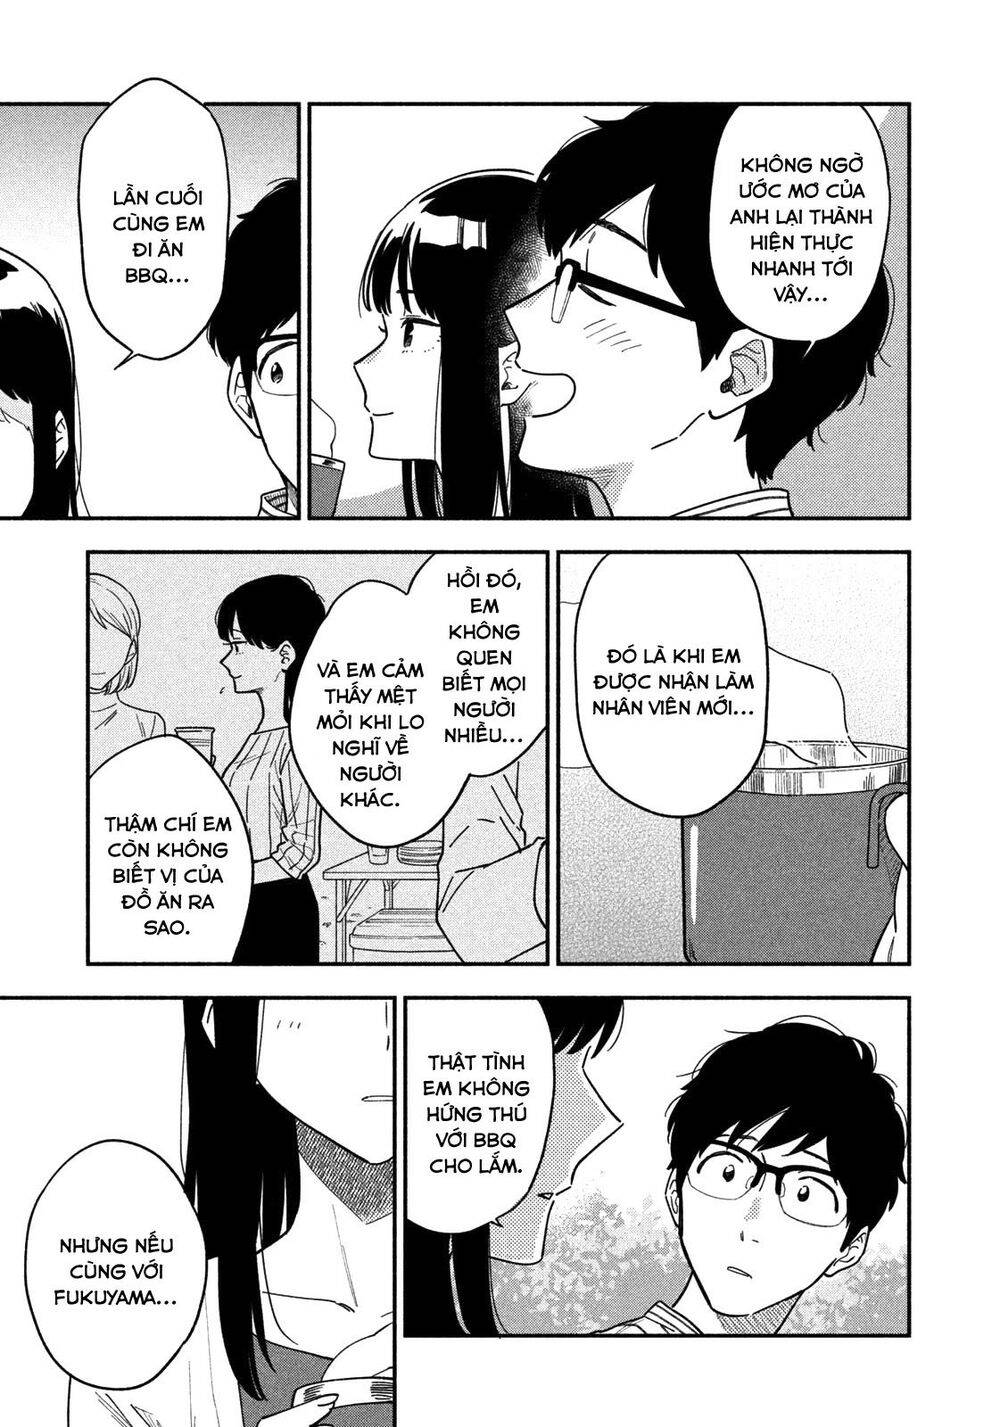 KHÔNG NGỜ
ƯỚC MƠ CỦA
ANH LẠI THÀNH
HIỆN THỰC
NHANH TỚI
VẬY...
LẦN CUỐI
CÙNG EM
ĐI ĂN
BBQ...
ĐÓ LÀ KHI EM
ĐƯỢC NHẬN LÀM
NHÂN VIÊN MỚI...
HỒI ĐÓ,
EM
KHÔNG
QUEN
BIẾT MỌI
NGƯỜI
NHIỀU...
VÀ EM CẢM
THẤY MỆT
MỎI KHI LO
NGHĨ VỀ
NGƯỜI
KHÁC.
THẬM CHÍ EM
CÒN KHÔNG
BIẾT VỊ CỦA
ĐỒ ĂN RA
SAO.
THẬT TÌNH
EM KHÔNG
HỨNG THÚ
VỚI BBQ
CHO LẮM.
NHƯNG NẾU
CÙNG VỚI
FUKUYAMA...